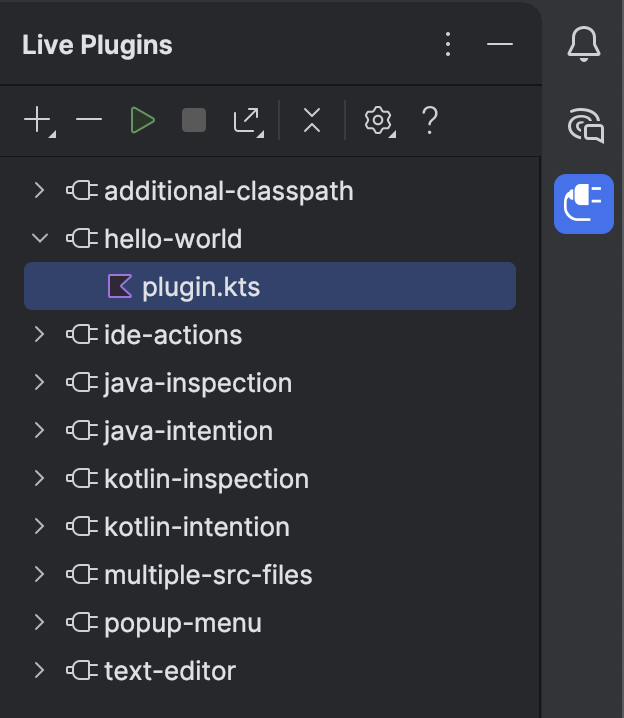 Live Plugins
?
additional-classpath
hello-world
plugin.kts
ide-actions
java-inspection
java-intention
kotlin-inspection
kotlin-intention
multiple-src-files
popup-menu
text-editor